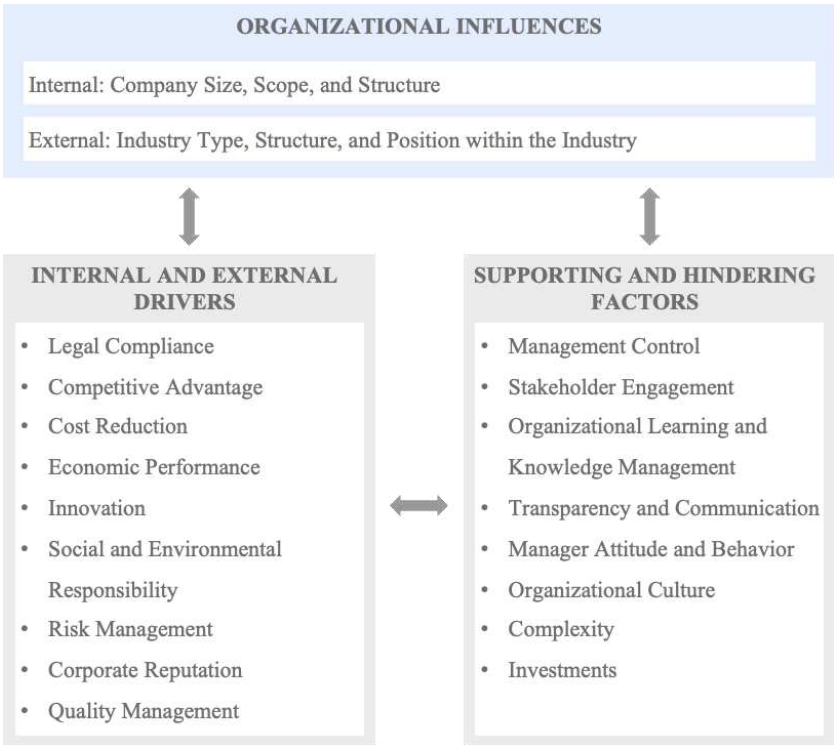 ORGANIZATIONAL INFLUENCES
Internal: Company Size, Scope, and Structure
External: Industry Type, Structure, and Position within the Industry
INTERNAL AND EXTERNAL
DRIVERS
• Legal Compliance
• Competitive Advantage
• Cost Reduction
• Economic Performance
• Innovation
• Social and Environmental
Responsibility
• Risk Management
• Corporate Reputation
• Quality Management
SUPPORTING AND HINDERING
FACTORS
• Management Control
• Stakeholder Engagement
• Organizational Learning and
Knowledge Management
• Transparency and Communication
• Manager Attitude and Behavior
• Organizational Culture
• Complexity
• Investments